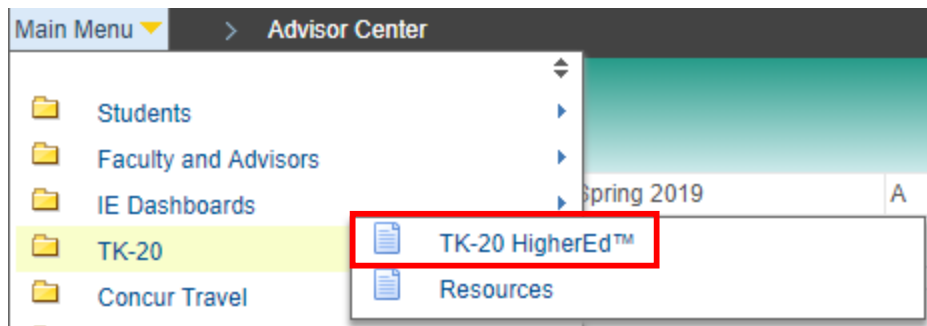 Main Menu > Advisor Center
Students
Faculty and Advisors
IE Dashboards
Spring 2019 A
TK-20
TK-20 HigherEd™
Concur Travel
Resources